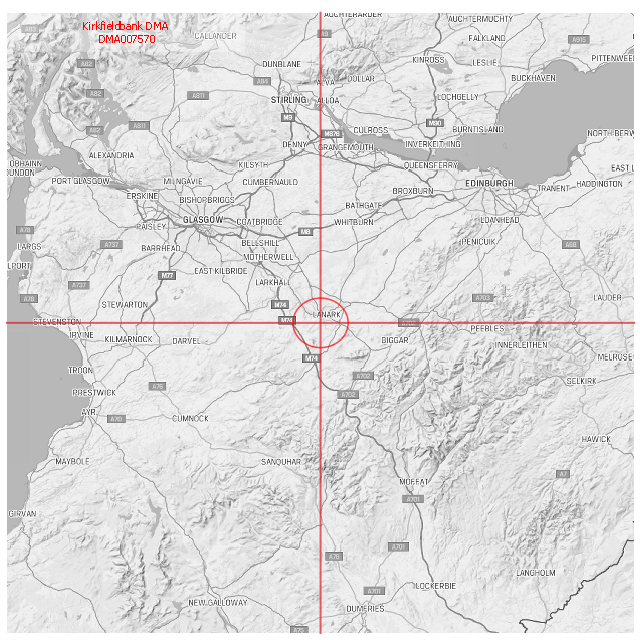 AUCHTERARDER
AUCHTERMUCHTY
Kirkfieldbank DMA
DMA007570
A83
CALLANDER
A9
FALKLAND
A915
PITTENWEEM
A82
DUNBLANE
KINROSS
LESLIE
A84
ALVA
DOLLAR
BUCKHAVEN
A82
A811
STIRLING
ALLOA
LOCHGELLY
M9
A82
A811
M876
CULROSS
M90
BURNTISLAND
NORTH BERW
DENNY
GRANGEMOUTH
INVERKEITHING
ALEXANDRIA
KILSYTH
QUEENSFERRY
EAST L
PORT GLASGOW
MILNGAVIE
CUMBERNAULD
BROXBURN
EDINBURGH
TRANENT
HADDINGTON
ERSKINE
BISHOPBRIGGS
BATHGATE
GLASGOW
COATBRIDGE
WHITBURN
LOANHEAD
A78
PAISLEY
M8
LARGS
A737
BARRHEAD
BELLSHILL
PENICUIK
A68
MOTHERWELL
EAST KILBRIDE
M77
A737
LARKHALL
A78
STEWARTON
M74
A703
LAUDER
LANARK
STEVENSTON
M74
PEEBLES
IRVINE
KILMARNOCK
DARVEL
BIGGAR
INNERLEITHEN
M74
MELROSE
TROON
A702
SELKIRK
PRESTWICK
A76
A702
AYR
A70
CUMNOCK
HAWICK
MAYBOLE
SANQUHAR
A7
MOFFAT
A701
GIRVAN
A701
A76
LANGHOLM
LOCKERBIE
A701
NEW GALLOWAY
DUMFRIES
A75